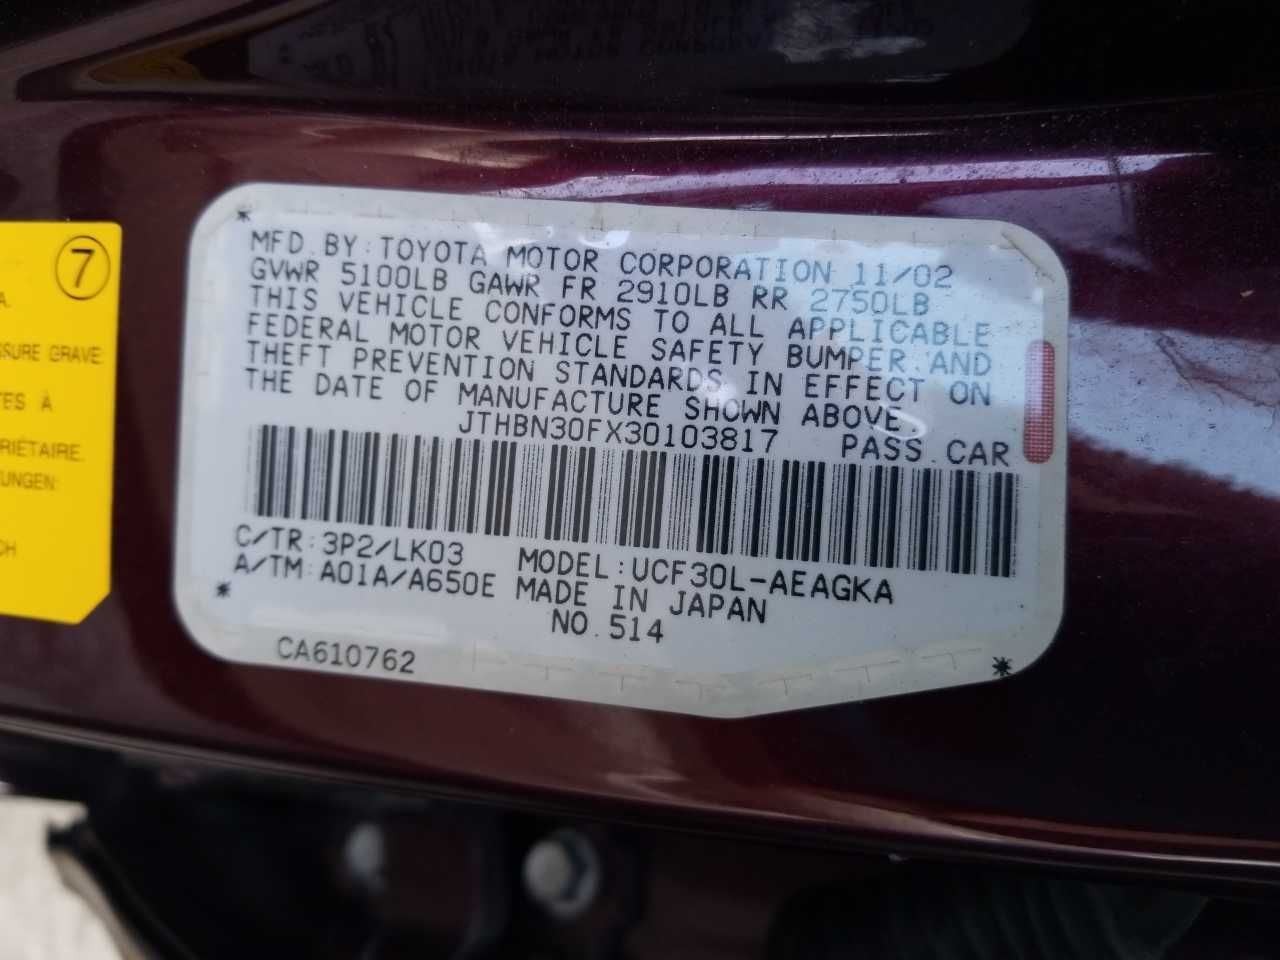 7
A.
SSURE GRAVE
TES À
RIÉTAIRE.
UNGEN:
CH
MFD. BY: TOYOTA MOTOR CORPORATION 11/02
GVWR 5100LB GAWR FR 2910LB RR 2750LB
THIS VEHICLE CONFORMS TO ALL APPLICABLE
FEDERAL MOTOR VEHICLE SAFETY BUMPER AND
THEFT PREVENTION STANDARDS IN EFFECT ON
THE DATE OF MANUFACTURE SHOWN ABOVE.
JTHBN30FX30103817 PASS. CAR
C/TR: 3P2/LK03 MODEL: UCF30L-AEAGKA
A/TM: A01A/A650E MADE IN JAPAN
NO. 514
CA610762